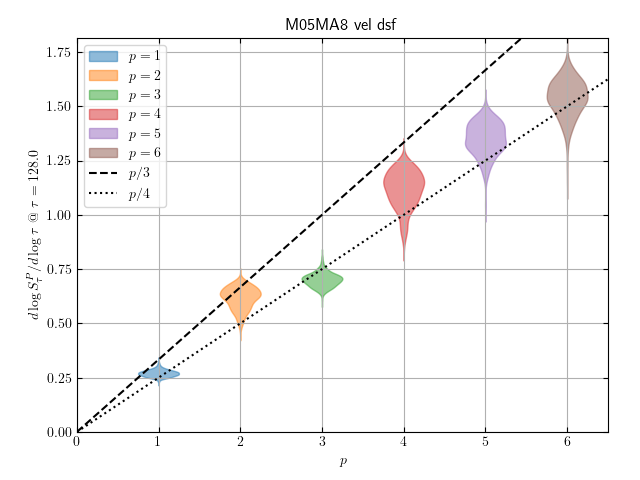 M05MA8 vel dsf
1.75
1.50
1.25
1.00
0.75
0.50
0.25
0.00
d log S_τ^P / d log τ @ τ = 128.0
p = 1
p = 2
p = 3
p = 4
p = 5
p = 6
p/3
p/4
0 1 2 3 4 5 6
p